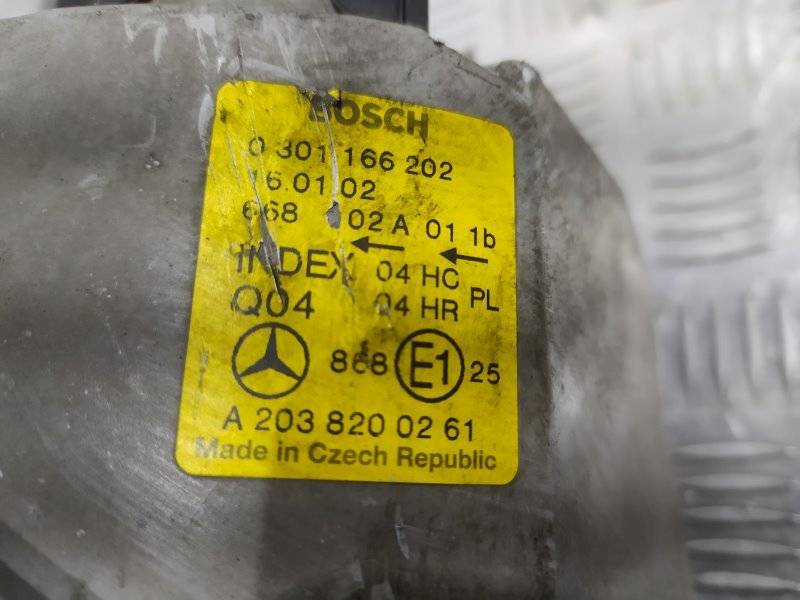 BOSCH
0 301 166 202
16.01.02
668 02 A 01 1b
INDEX 04 HC
Q04 04 HR PL
868 E1 25
A 203 820 02 61
Made in Czech Republic